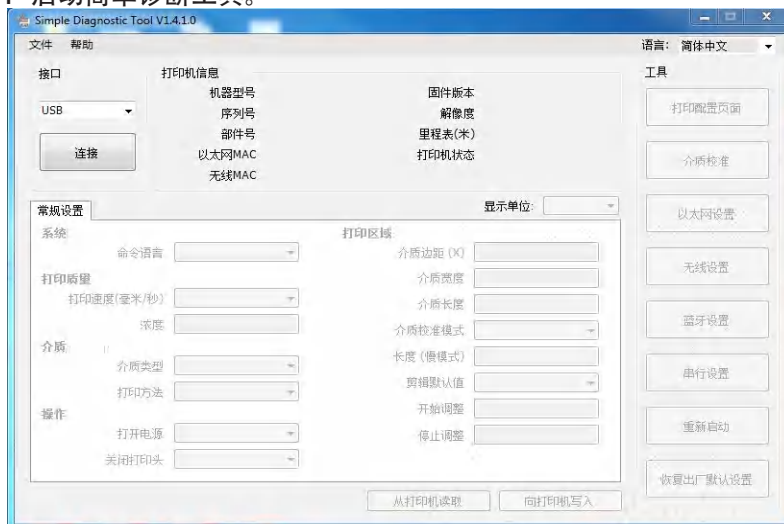 启动简单诊断工具。
Simple Diagnostic Tool V1.4.1.0
文件 帮助
语言: 简体中文
接口
USB
连接
打印机信息
机器型号
序列号
部件号
以太网MAC
无线MAC
固件版本
解像度
里程表(米)
打印机状态
工具
打印配置页面
介质校准
以太网设置
无线设置
蓝牙设置
串行设置
重新启动
恢复出厂默认设置
常规设置
显示单位:
系统
命令语言
打印质量
打印速度(毫米/秒)
浓度
介质
介质类型
打印方法
操作
打开电源
关闭打印头
打印区域
介质边距 (X)
介质宽度
介质长度
介质校准模式
长度 (慢模式)
剪辑默认值
开始调整
停止调整
从打印机读取
向打印机写入